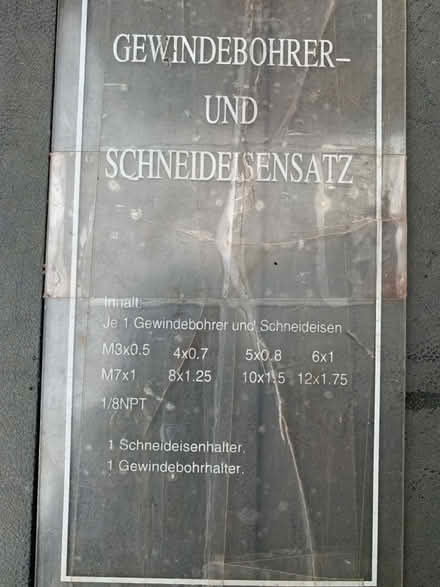 GEWINDEBOHRER–
UND
SCHNEIDEISENSATZ
Inhalt
Je 1 Gewindebohrer und Schneideisen
M3x0.5 4x0.7 5x0.8 6x1
M7x1 8x1.25 10x1.5 12x1.75
1/8NPT
1 Schneideisenhalter.
1 Gewindebohrhalter.